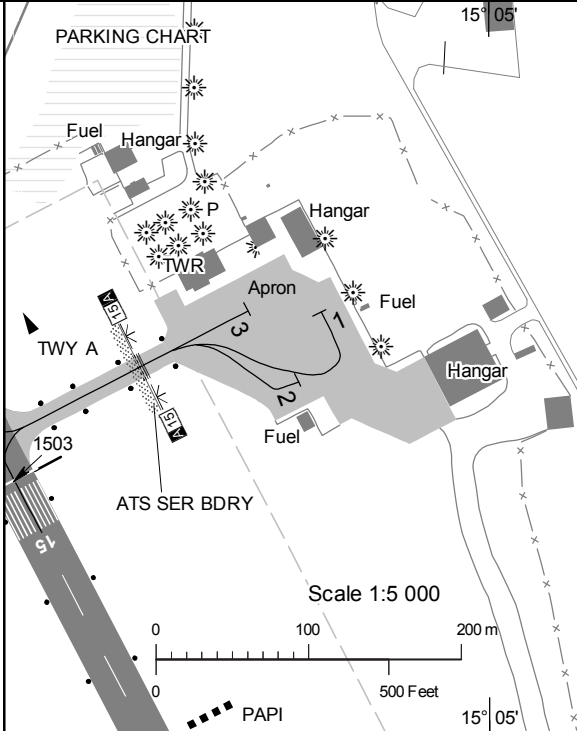 15° 05'
PARKING CHART
Fuel
Hangar
P
Hangar
TWR
Apron
Fuel
15 A
TWY A
3
1
2
Hangar
A 15
Fuel
1503
ATS SER BDRY
15
Scale 1:5 000
0 100 200 m
0 500 Feet
PAPI
15° 05'